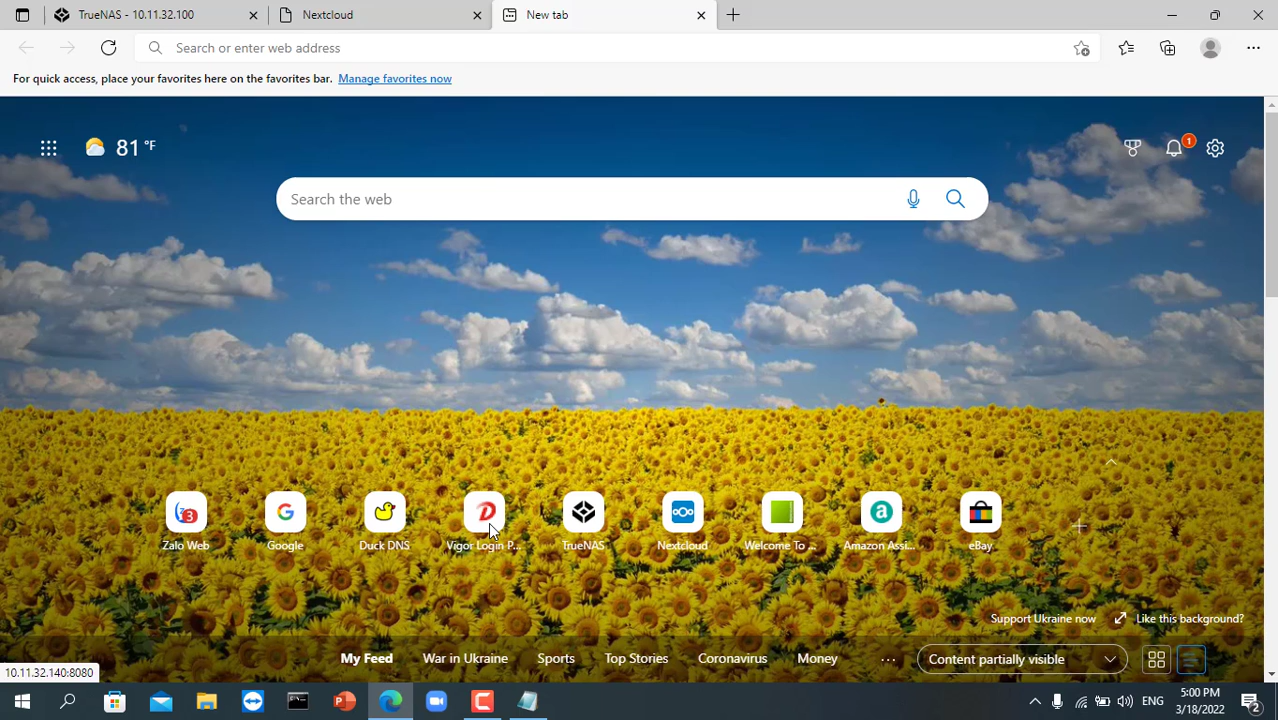 TrueNAS - 10.11.32.100
Nextcloud
New tab
Search or enter web address
For quick access, place your favorites here on the favorites bar. Manage favorites now
81 °F
1
Search the web
3
Zalo Web
Google
Duck DNS
Vigor Login P...
TrueNAS
Nextcloud
Welcome To ...
Amazon Assi...
eBay
Support Ukraine now
Like this background?
My Feed
War in Ukraine
Sports
Top Stories
Coronavirus
Money
...
Content partially visible
10.11.32.140:8080
ENG
5:00 PM
3/18/2022
2